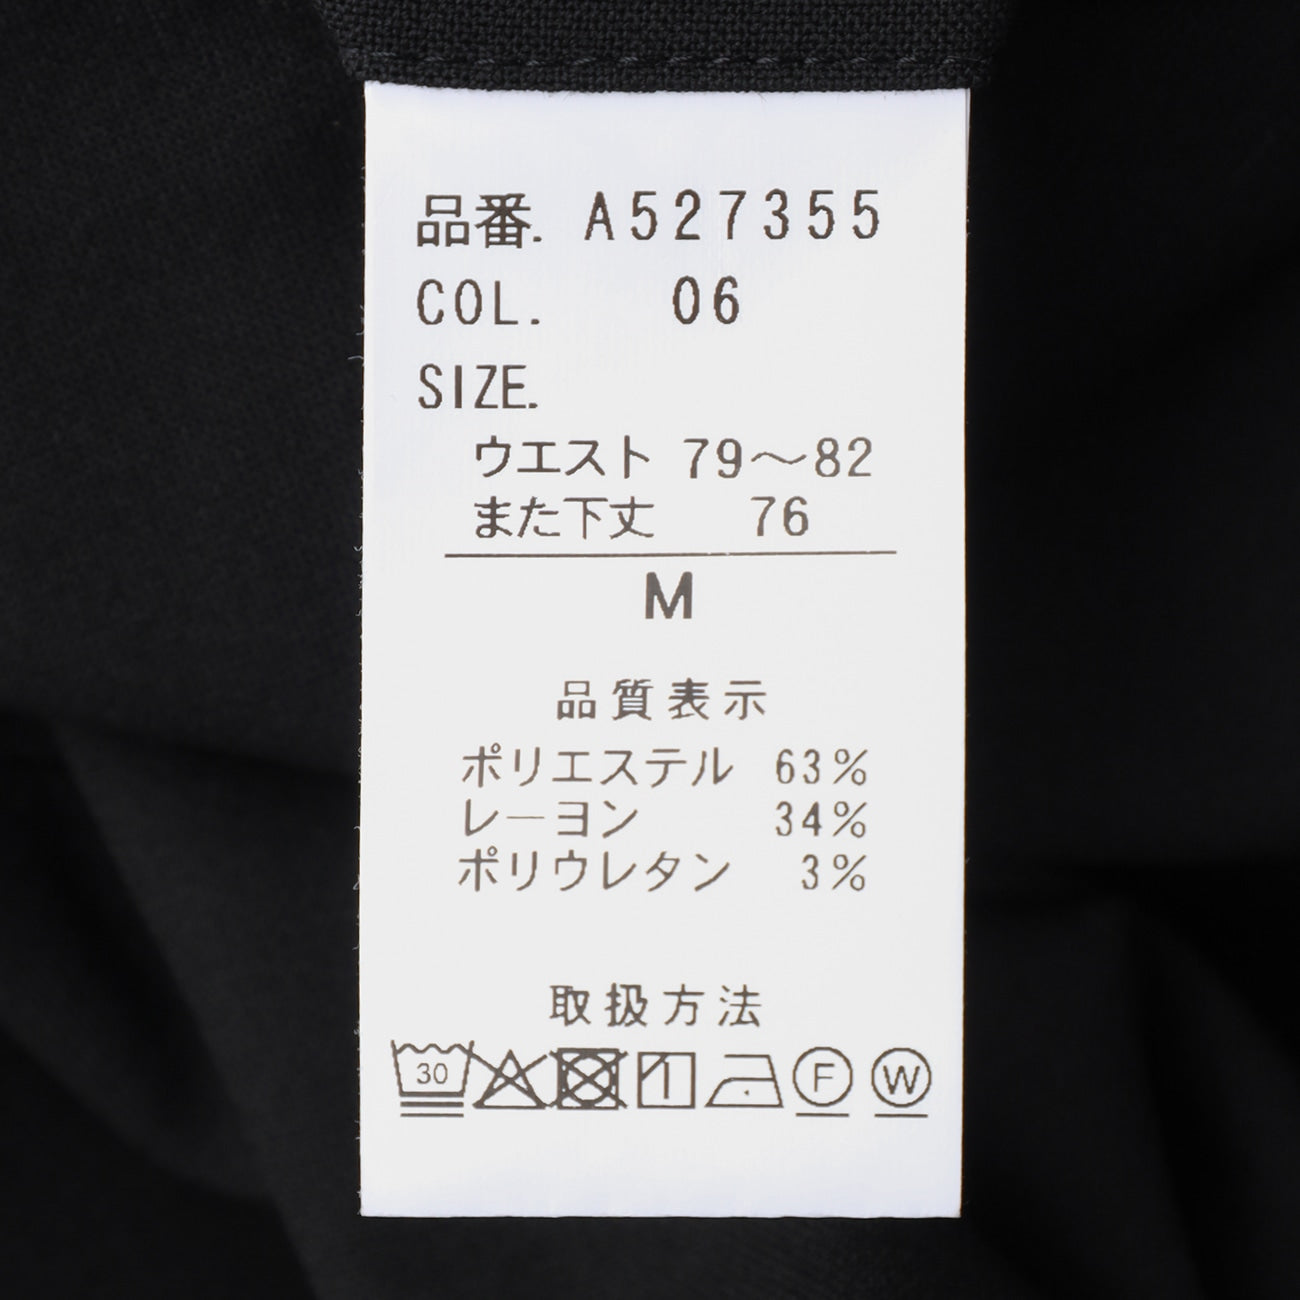 品番. A527355
COL. 06
SIZE.
ウエスト 79～82
また下丈 76
M
品質表示
ポリエステル 63%
レーヨン 34%
ポリウレタン 3%
取扱方法
30 F W